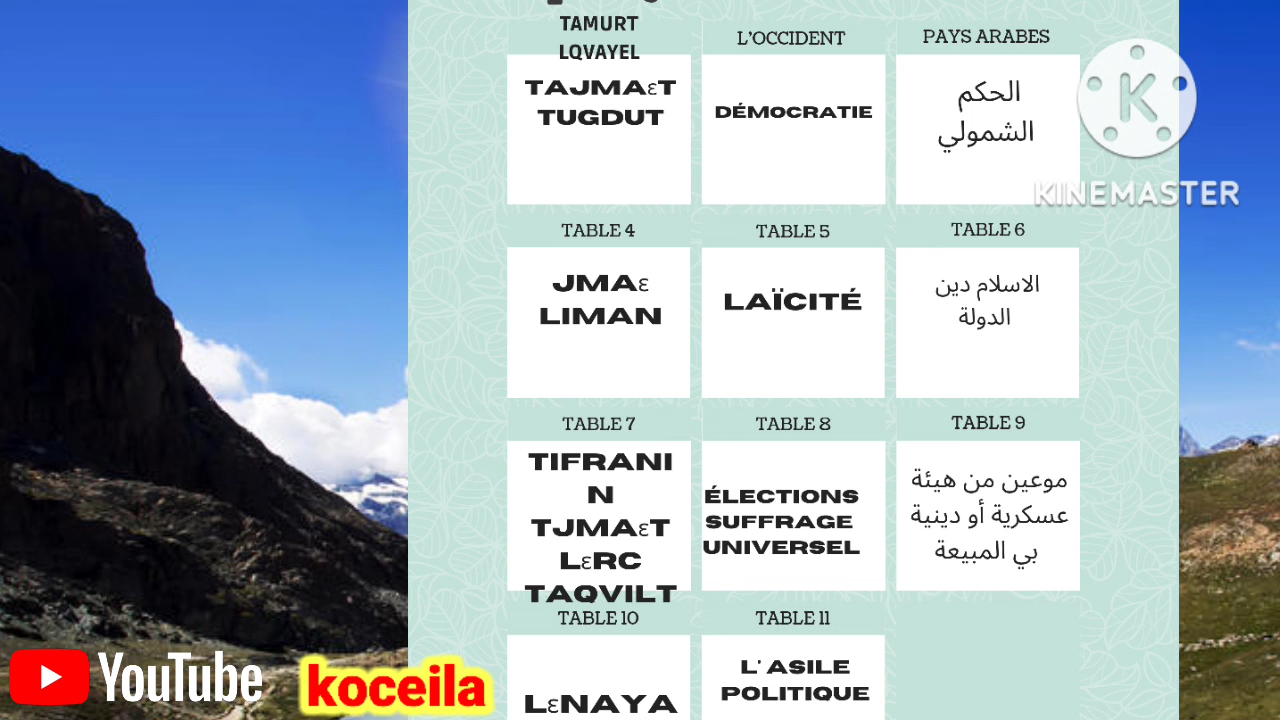 TAMURT
LQVAYEL
L'OCCIDENT
PAYS ARABES
TAJMAƐT
TUGDUT
DÉMOCRATIE
الحكم
الشمولي
KINEMASTER
TABLE 4
TABLE 5
TABLE 6
JMAƐ
LIMAN
LAÏCITÉ
الاسلام دين
الدولة
TABLE 7
TABLE 8
TABLE 9
TIFRANI
N
TJMAƐT
LƐRC
TAQVILT
ÉLECTIONS
SUFFRAGE
UNIVERSEL
موعين من هيئة
عسكرية أو دينية
بي المبيعة
TABLE 10
TABLE 11
LƐNAYA
L' ASILE
POLITIQUE
YouTube
koceila